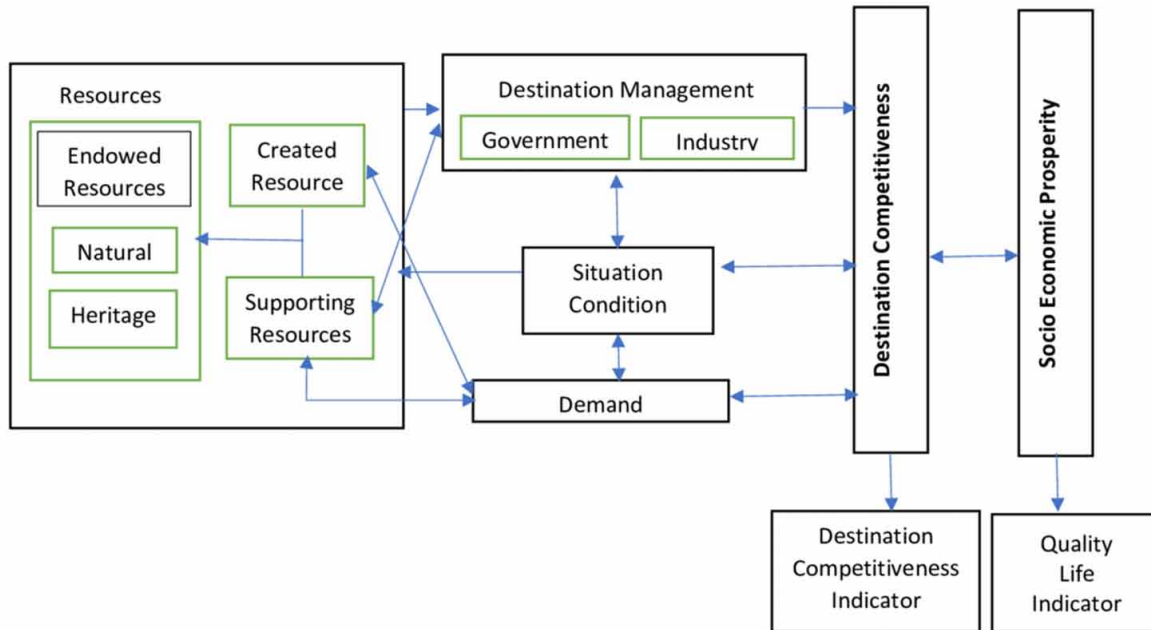 Resources
Endowed
Resources
Natural
Heritage
Created
Resource
Supporting
Resources
Destination Management
Government
Industry
Situation
Condition
Demand
Destination Competitiveness
Socio Economic Prosperity
Destination
Competitiveness
Indicator
Quality
Life
Indicator